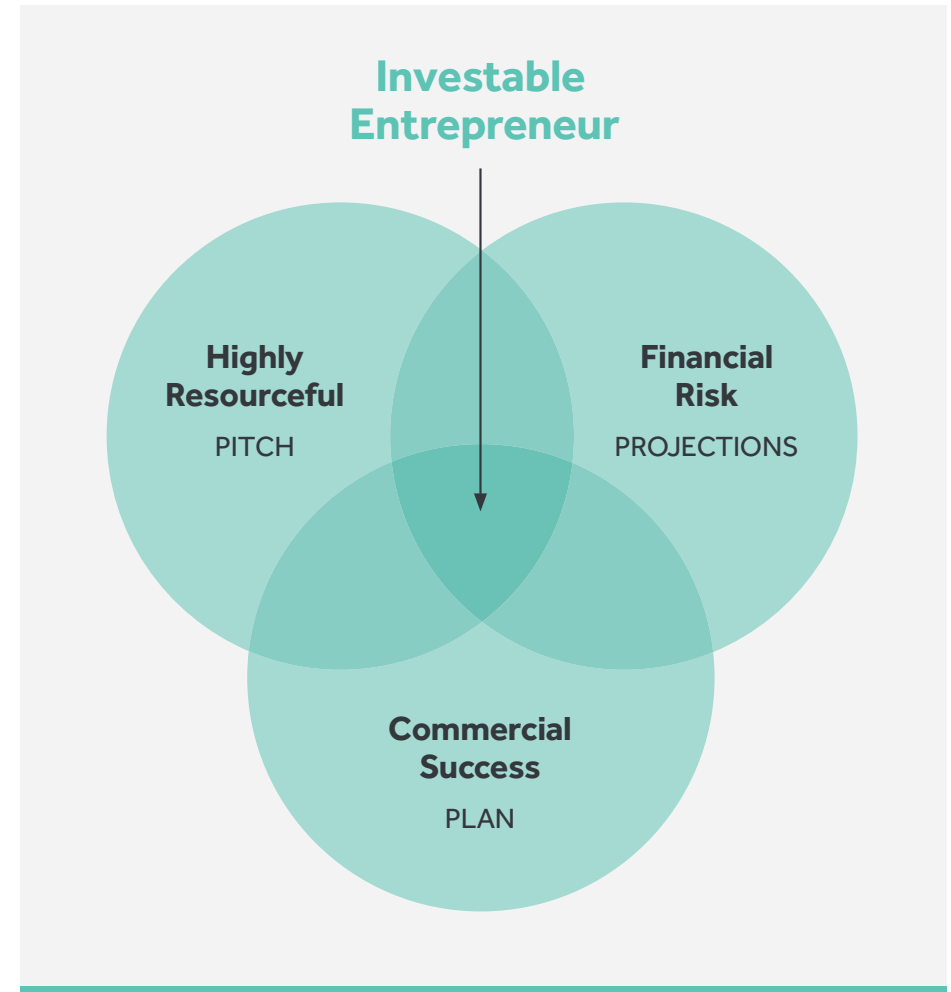 Investable
Entrepreneur
Highly
Resourceful
PITCH
Financial
Risk
PROJECTIONS
Commercial
Success
PLAN